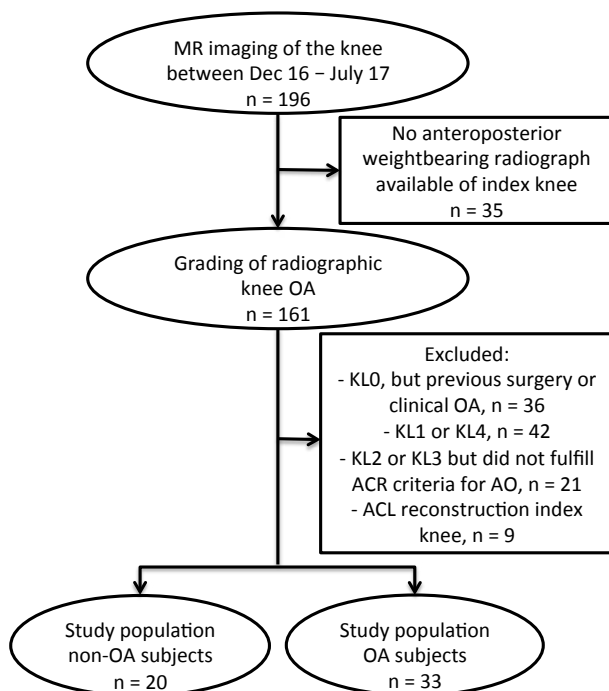 MR imaging of the knee
between Dec 16 – July 17
n = 196
No anteroposterior
weightbearing radiograph
available of index knee
n = 35
Grading of radiographic
knee OA
n = 161
Excluded:
- KL0, but previous surgery or
clinical OA, n = 36
- KL1 or KL4, n = 42
- KL2 or KL3 but did not fulfill
ACR criteria for AO, n = 21
- ACL reconstruction index
knee, n = 9
Study population
non-OA subjects
n = 20
Study population
OA subjects
n = 33